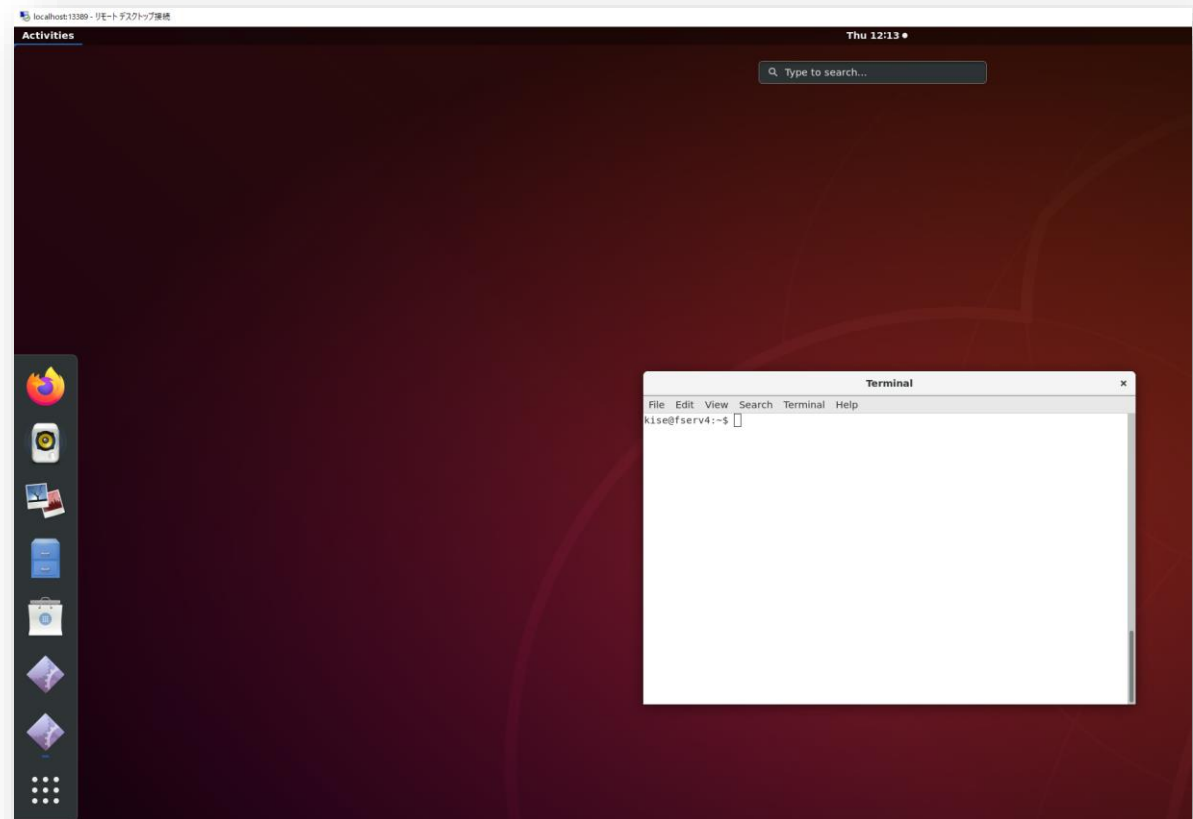 localhost:13389 - リモート デスクトップ接続
Activities
Thu 12:13
Type to search...
Terminal
File Edit View Search Terminal Help
kise@fserv4:~$